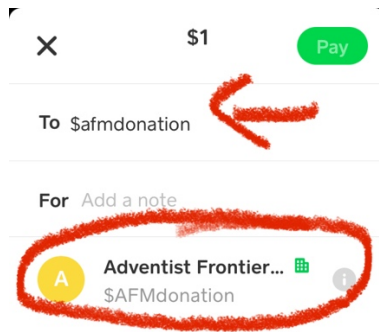 $1
Pay
To $afmdonation
For Add a note
A
Adventist Frontier...
$AFMdonation